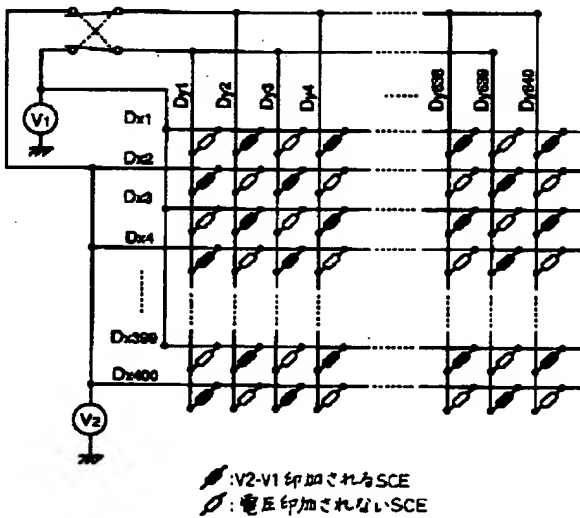 Dy1
Dy2
Dy3
Dy4
Dy638
Dy639
Dy640
V1
Dx1
Dx2
Dx3
Dx4
Dx399
Dx400
V2
:V2-V1 印加されるSCE
:電圧印加されないSCE